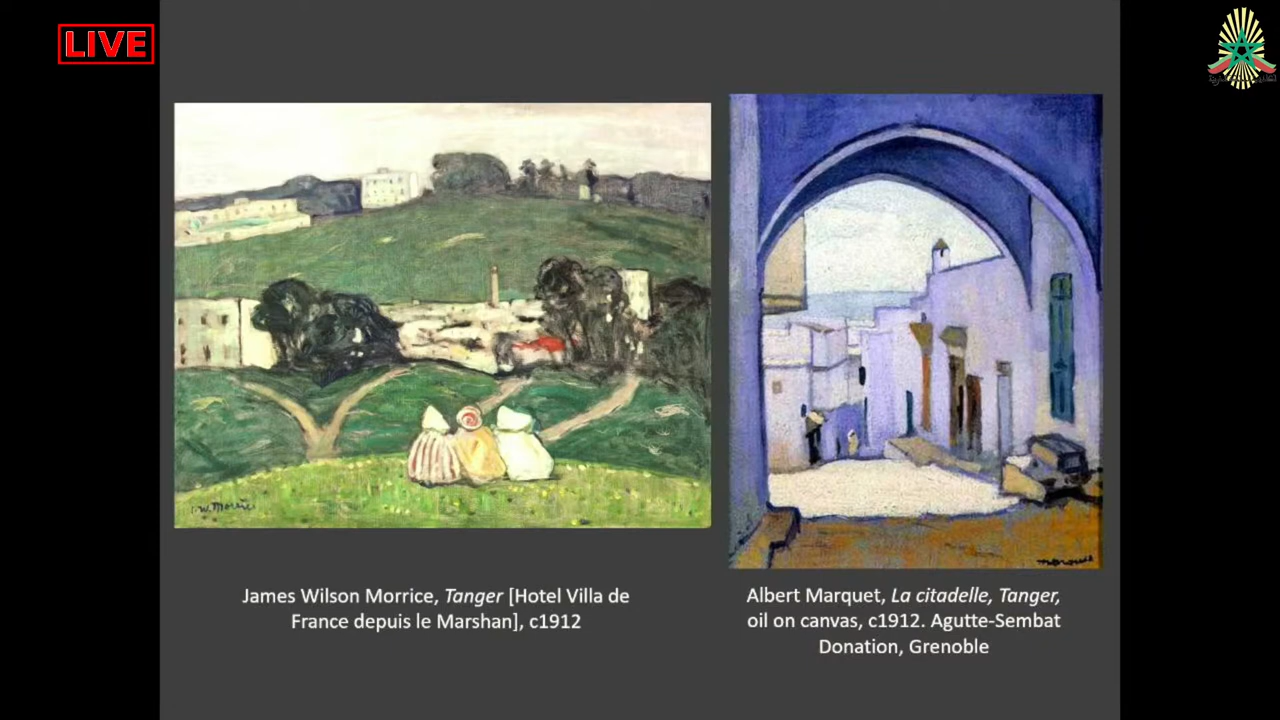 LIVE
James Wilson Morrice, Tanger [Hotel Villa de
France depuis le Marshan], c1912
Albert Marquet, La citadelle, Tanger,
oil on canvas, c1912. Agutte-Sembat
Donation, Grenoble